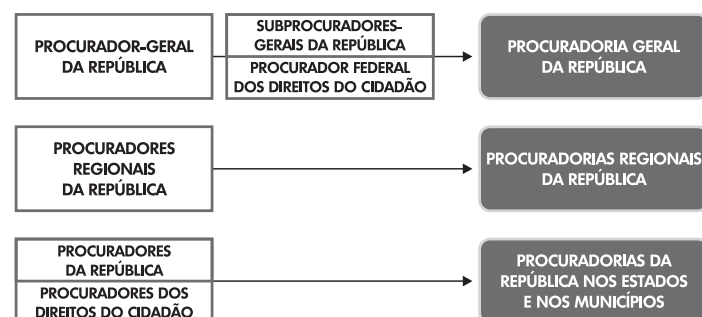 PROCURADOR-GERAL
DA REPÚBLICA
SUBPROCURADORES-
GERAIS DA REPÚBLICA
PROCURADOR FEDERAL
DOS DIREITOS DO CIDADÃO
PROCURADORIA GERAL
DA REPÚBLICA
PROCURADORES
REGIONAIS
DA REPÚBLICA
PROCURADORIAS REGIONAIS
DA REPÚBLICA
PROCURADORES
DA REPÚBLICA
PROCURADORES DOS
DIREITOS DO CIDADÃO
PROCURADORIAS DA
REPÚBLICA NOS ESTADOS
E NOS MUNICÍPIOS